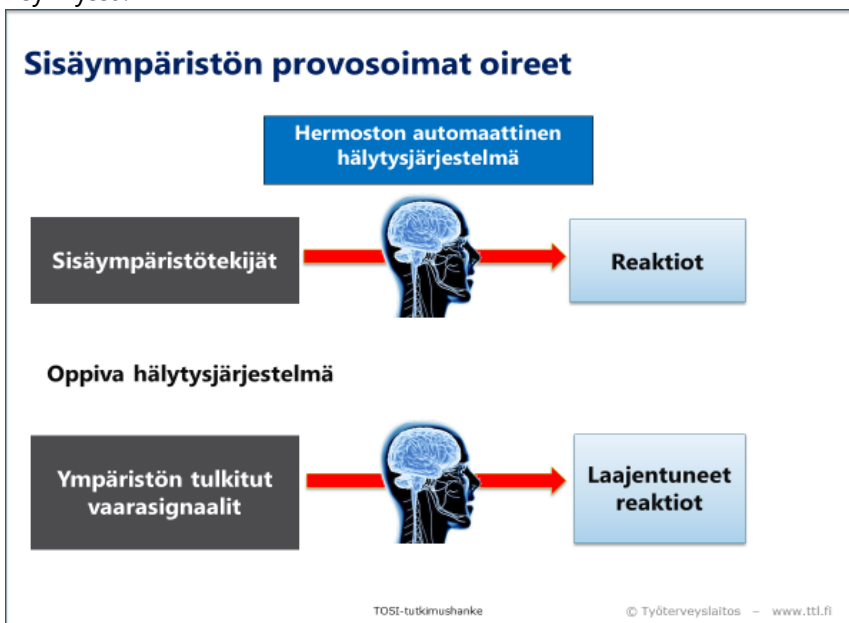 Sisäympäristön provosoimat oireet
Hermoston automaattinen
hälytysjärjestelmä
Sisäympäristötekijät
Reaktiot
Oppiva hälytysjärjestelmä
Ympäristön tulkitut
vaarasignaalit
Laajentuneet
reaktiot
TOSI-tutkimushanke
© Työterveyslaitos – www.ttl.fi